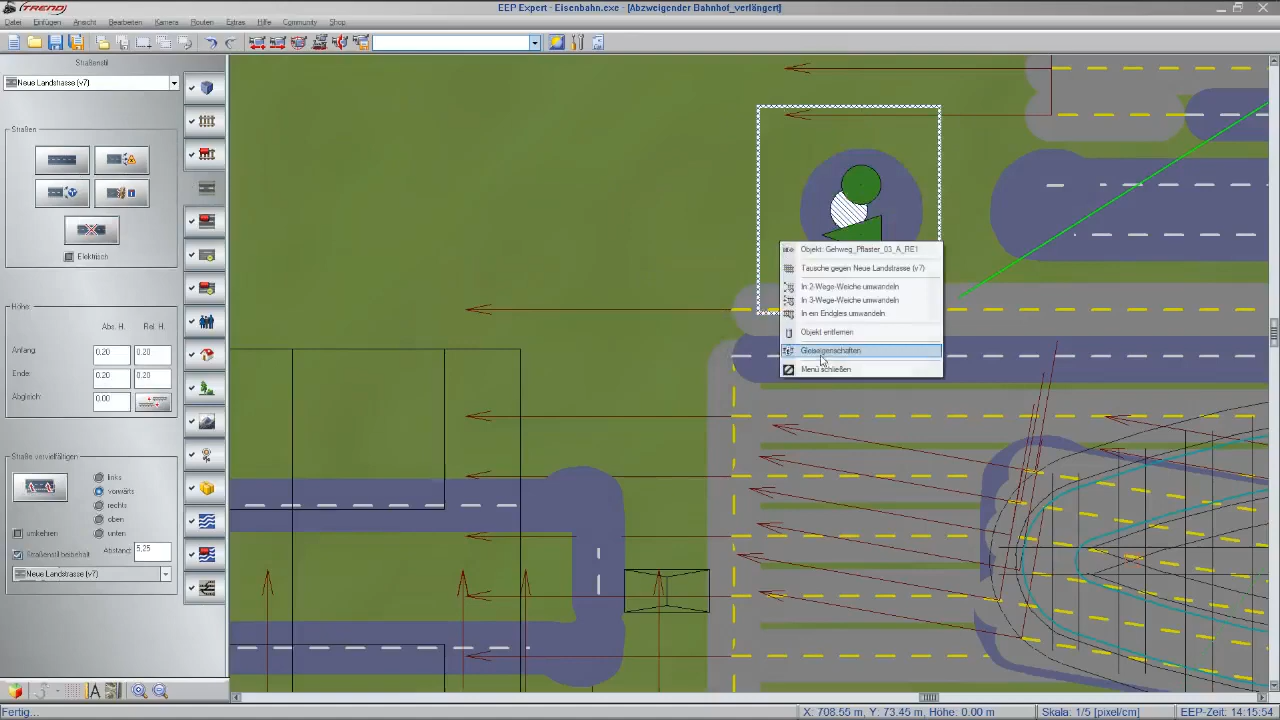 TREND
EEP Expert - Eisenbahn.exe - [Abzweigender Bahnhof_verlängert]
Datei Einfügen Ansicht Bearbeiten Kamera Routen Extras Hilfe Community Shop
Straßenstil
Neue Landstrasse (v7)
Straßen
Elektrisch
Höhe:
Abs. H. Rel. H.
Anfang: 0.20 0.20
Ende: 0.20 0.20
Abgleich: 0.00
Straße vervielfältigen
links
vorwärts
rechts
oben
umkehren unten
Straßenstil beibehalt Abstand: 5,25
Neue Landstrasse (v7)
Objekt: Gehweg_Pflaster_03_A_RE1
Tausche gegen Neue Landstrasse (v7)
In 2-Wege-Weiche umwandeln
In 3-Wege-Weiche umwandeln
In ein Endgleis umwandeln
Objekt entfernen
Gleiseigenschaften
Menü schließen
Fertig... X: 708.55 m, Y: 73.45 m, Höhe: 0.00 m Skala: 1/5 [pixel/cm] EEP-Zeit: 14:15:54